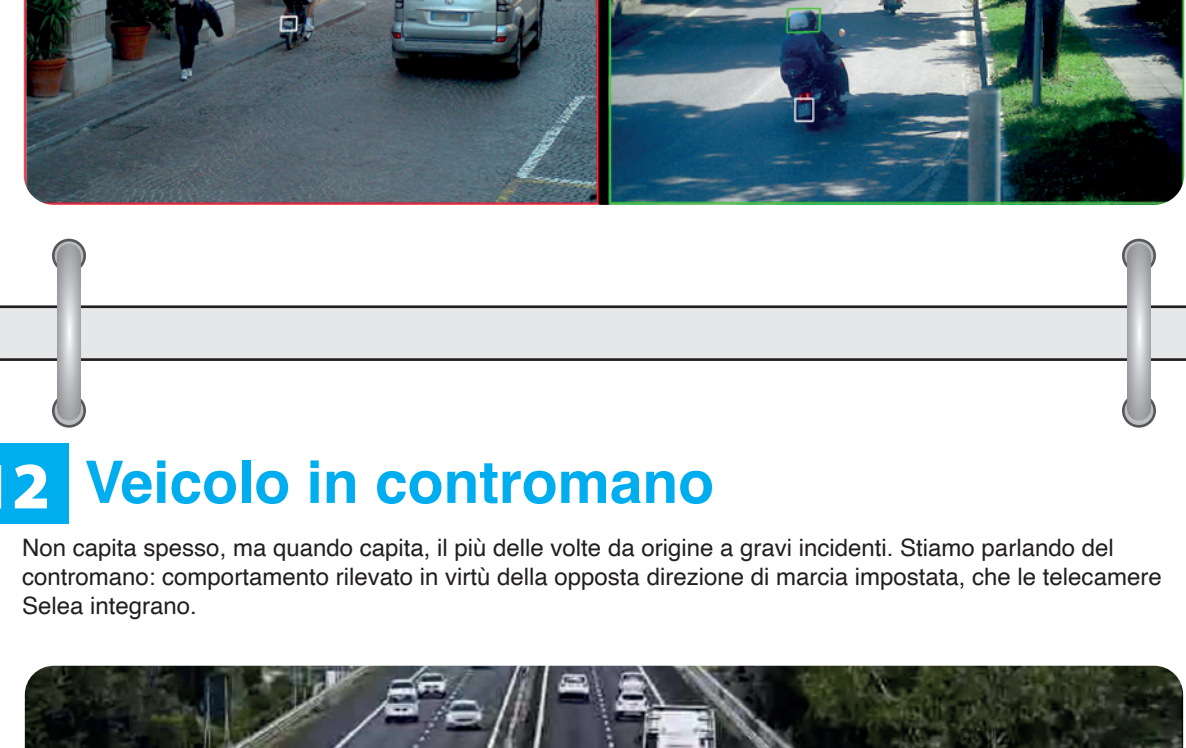 12 Veicolo in contromano
Non capita spesso, ma quando capita, il più delle volte da origine a gravi incidenti. Stiamo parlando del
contromano: comportamento rilevato in virtù della opposta direzione di marcia impostata, che le telecamere
Selea integrano.